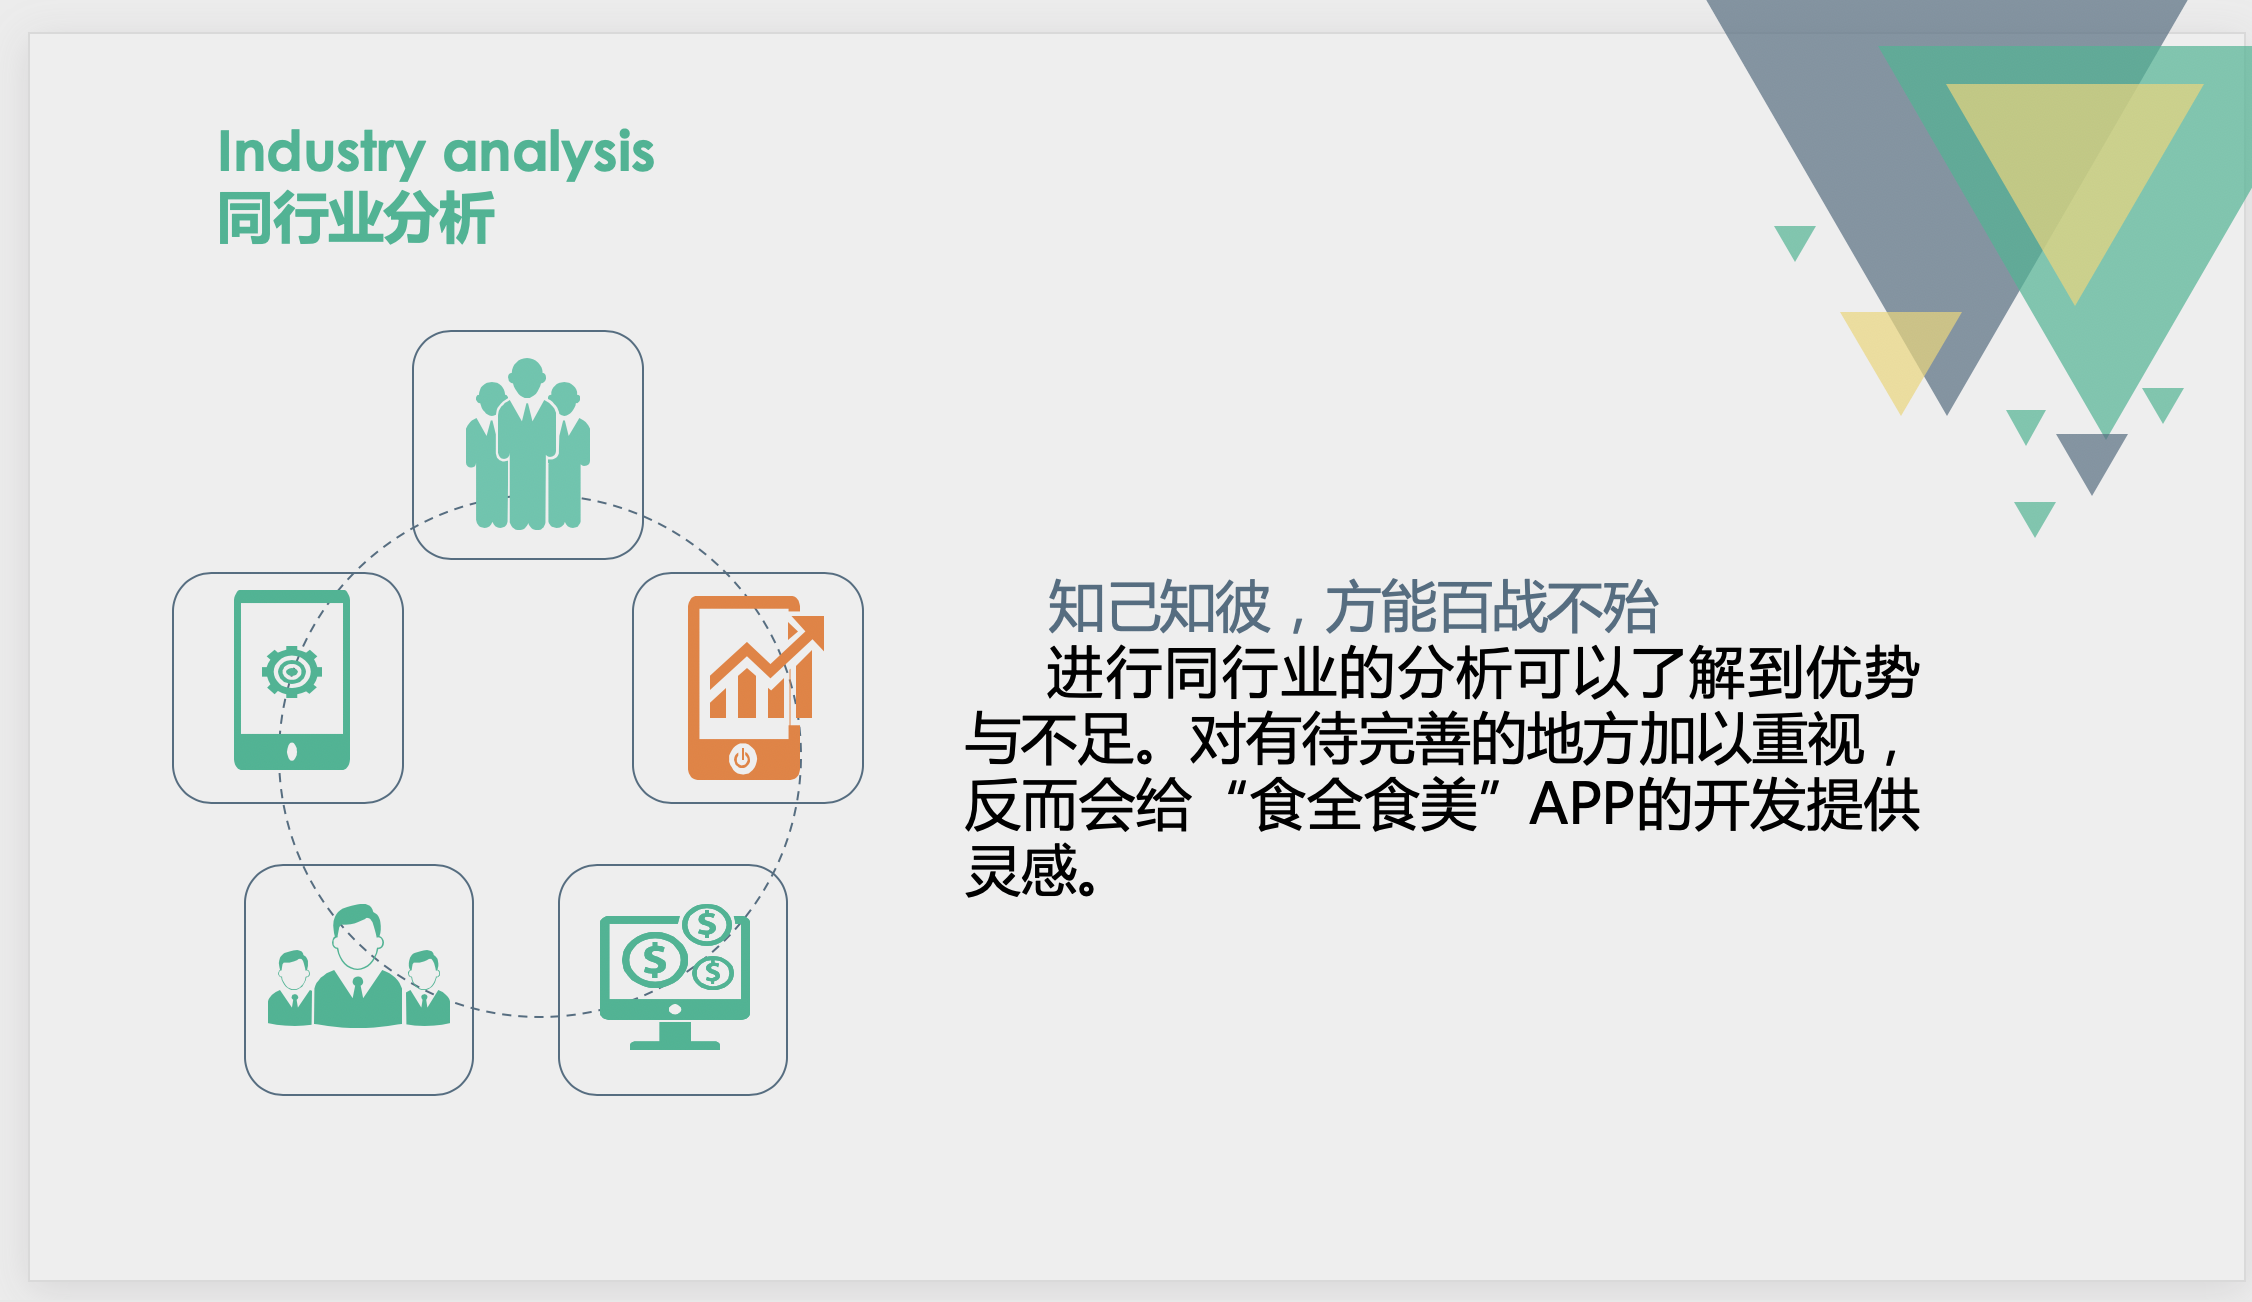 Industry analysis
同行业分析
知己知彼，方能百战不殆
进行同行业的分析可以了解到优势
与不足。对有待完善的地方加以重视，
反而会给“食全食美”APP的开发提供
灵感。